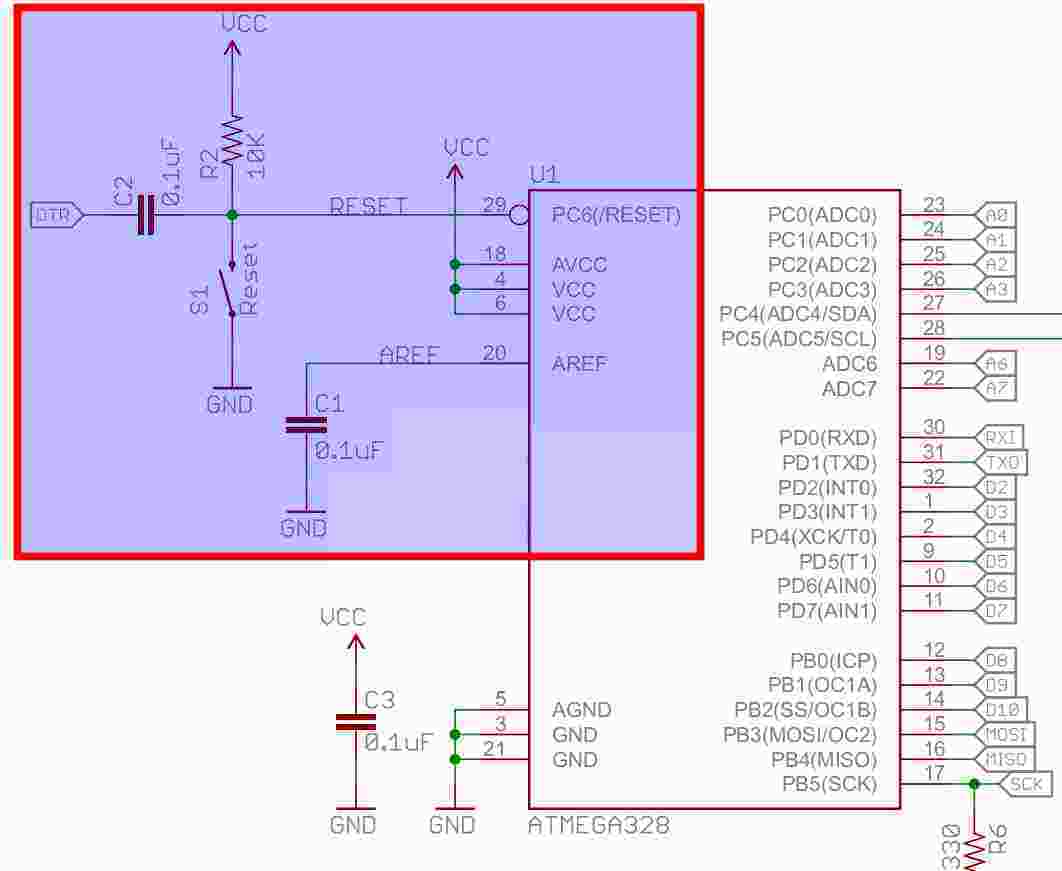 VCC
R2
10K
C2
0.1uF
DTR
RESET
S1
Reset
GND
VCC
U1
29 PC6(/RESET)
18 AVCC
4 VCC
6 VCC
AREF 20 AREF
C1
0.1uF
GND
PC0(ADC0) 23 A0
PC1(ADC1) 24 A1
PC2(ADC2) 25 A2
PC3(ADC3) 26 A3
PC4(ADC4/SDA) 27
PC5(ADC5/SCL) 28
ADC6 19 A6
ADC7 22 A7
PD0(RXD) 30 RXI
PD1(TXD) 31 TXO
PD2(INT0) 32 D2
PD3(INT1) 1 D3
PD4(XCK/T0) 2 D4
PD5(T1) 9 D5
PD6(AIN0) 10 D6
PD7(AIN1) 11 D7
PB0(ICP) 12 D8
PB1(OC1A) 13 D9
PB2(SS/OC1B) 14 D10
PB3(MOSI/OC2) 15 MOSI
PB4(MISO) 16 MISO
PB5(SCK) 17 SCK
VCC
C3
0.1uF
GND
5 AGND
3 GND
21 GND
GND
ATMEGA328
330
R6